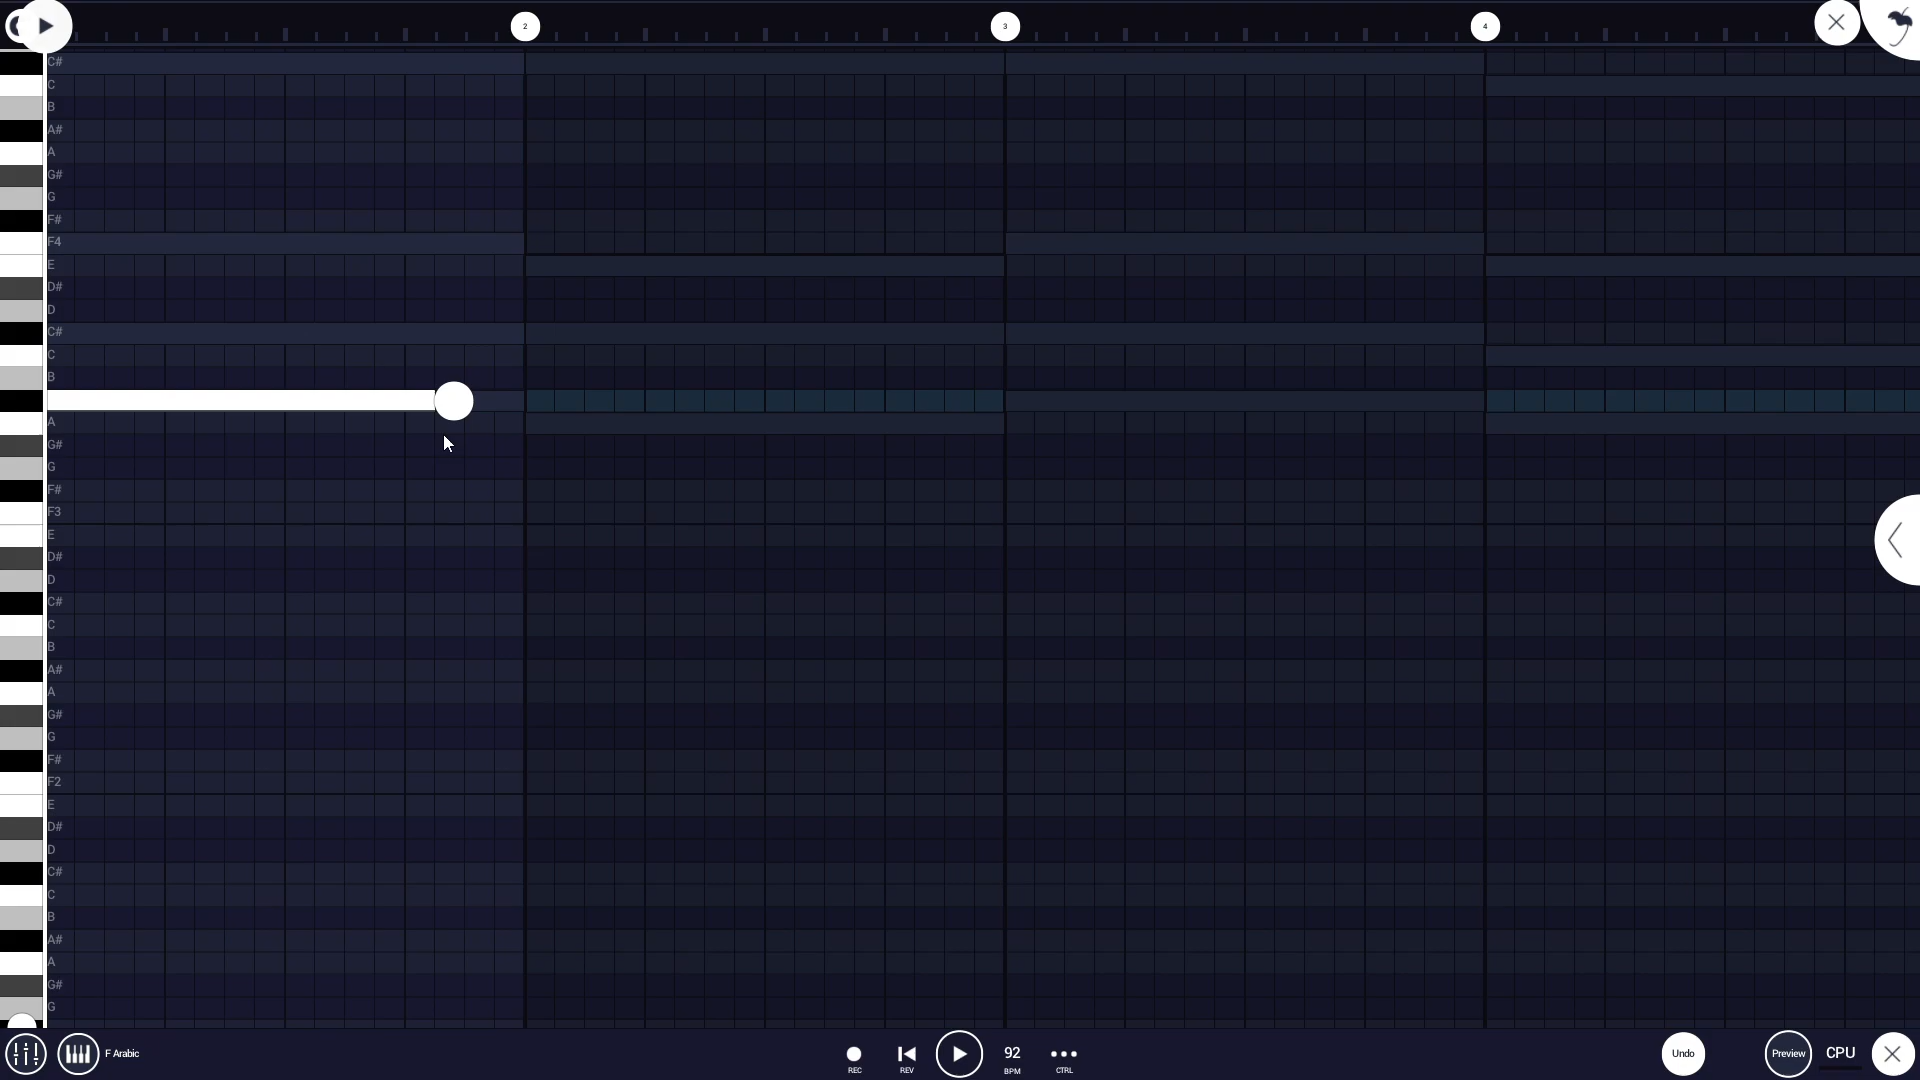 2 3 4
C#
C
B
A#
A
G#
G
F#
F4
E
D#
D
C#
C
B
A
G#
G
F#
F3
E
D#
D
C#
C
B
A#
A
G#
G
F#
F2
E
D#
D
C#
C
B
A#
A
G#
G
F Arabic
REC
REV
92
BPM
CTRL
Undo
Preview
CPU